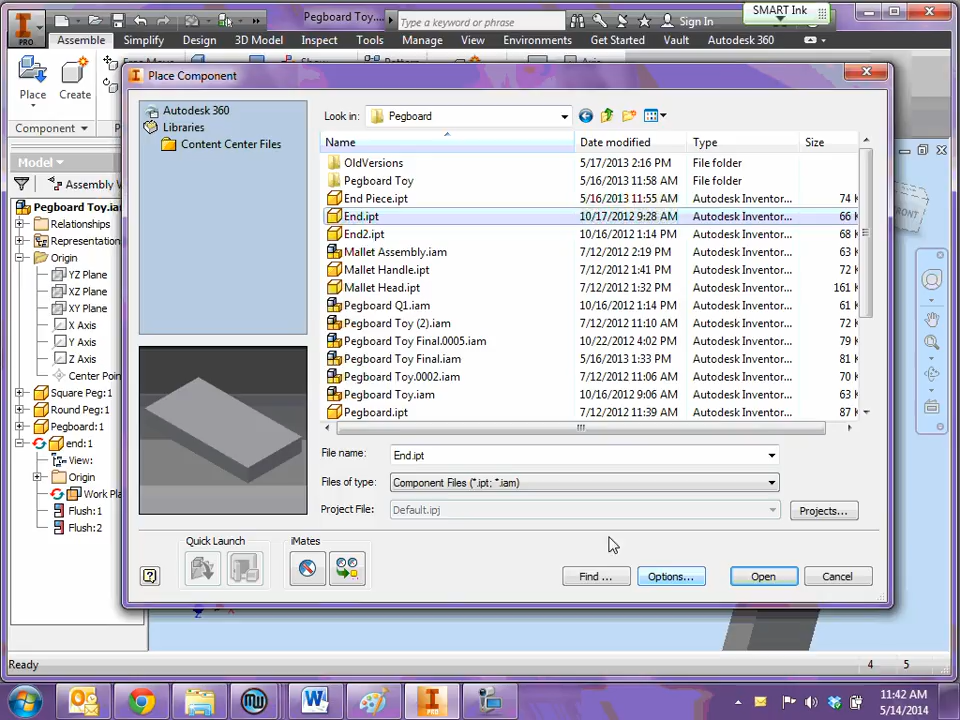 Pegboard Toy....
Type a keyword or phrase
Sign In
SMART Ink
PRO
Assemble
Simplify
Design
3D Model
Inspect
Tools
Manage
View
Environments
Get Started
Vault
Autodesk 360
Place
Create
Component
Place Component
Autodesk 360
Libraries
Content Center Files
Look in:
Pegboard
Name
Date modified
Type
Size
OldVersions 5/17/2013 2:16 PM File folder
Pegboard Toy 5/16/2013 11:58 AM File folder
End Piece.ipt 5/16/2013 11:55 AM Autodesk Inventor... 74 K
End.ipt 10/17/2012 9:28 AM Autodesk Inventor... 66 K
End2.ipt 10/16/2012 1:14 PM Autodesk Inventor... 68 K
Mallet Assembly.iam 7/12/2012 2:19 PM Autodesk Inventor... 72 K
Mallet Handle.ipt 7/12/2012 1:41 PM Autodesk Inventor... 72 K
Mallet Head.ipt 7/12/2012 1:32 PM Autodesk Inventor... 161 K
Pegboard Q1.iam 10/16/2012 1:14 PM Autodesk Inventor... 61 K
Pegboard Toy (2).iam 7/12/2012 11:10 AM Autodesk Inventor... 72 K
Pegboard Toy Final.0005.iam 10/22/2012 4:02 PM Autodesk Inventor... 79 K
Pegboard Toy Final.iam 5/16/2013 1:33 PM Autodesk Inventor... 81 K
Pegboard Toy.0002.iam 7/12/2012 11:06 AM Autodesk Inventor... 70 K
Pegboard Toy.iam 10/16/2012 9:06 AM Autodesk Inventor... 63 K
Pegboard.ipt 7/12/2012 11:39 AM Autodesk Inventor... 87 K
File name:
End.ipt
Files of type:
Component Files (*.ipt; *.iam)
Project File:
Default.ipj
Projects...
Quick Launch
iMates
Find ...
Options...
Open
Cancel
Model
Assembly
Pegboard Toy.ia
Relationships
Representation
Origin
YZ Plane
XZ Plane
XY Plane
X Axis
Y Axis
Z Axis
Center Poin
Square Peg:1
Round Peg:1
Pegboard:1
end:1
View:
Origin
Work Pla
Flush:1
Flush:2
FRONT
Ready
4
5
11:42 AM
5/14/2014